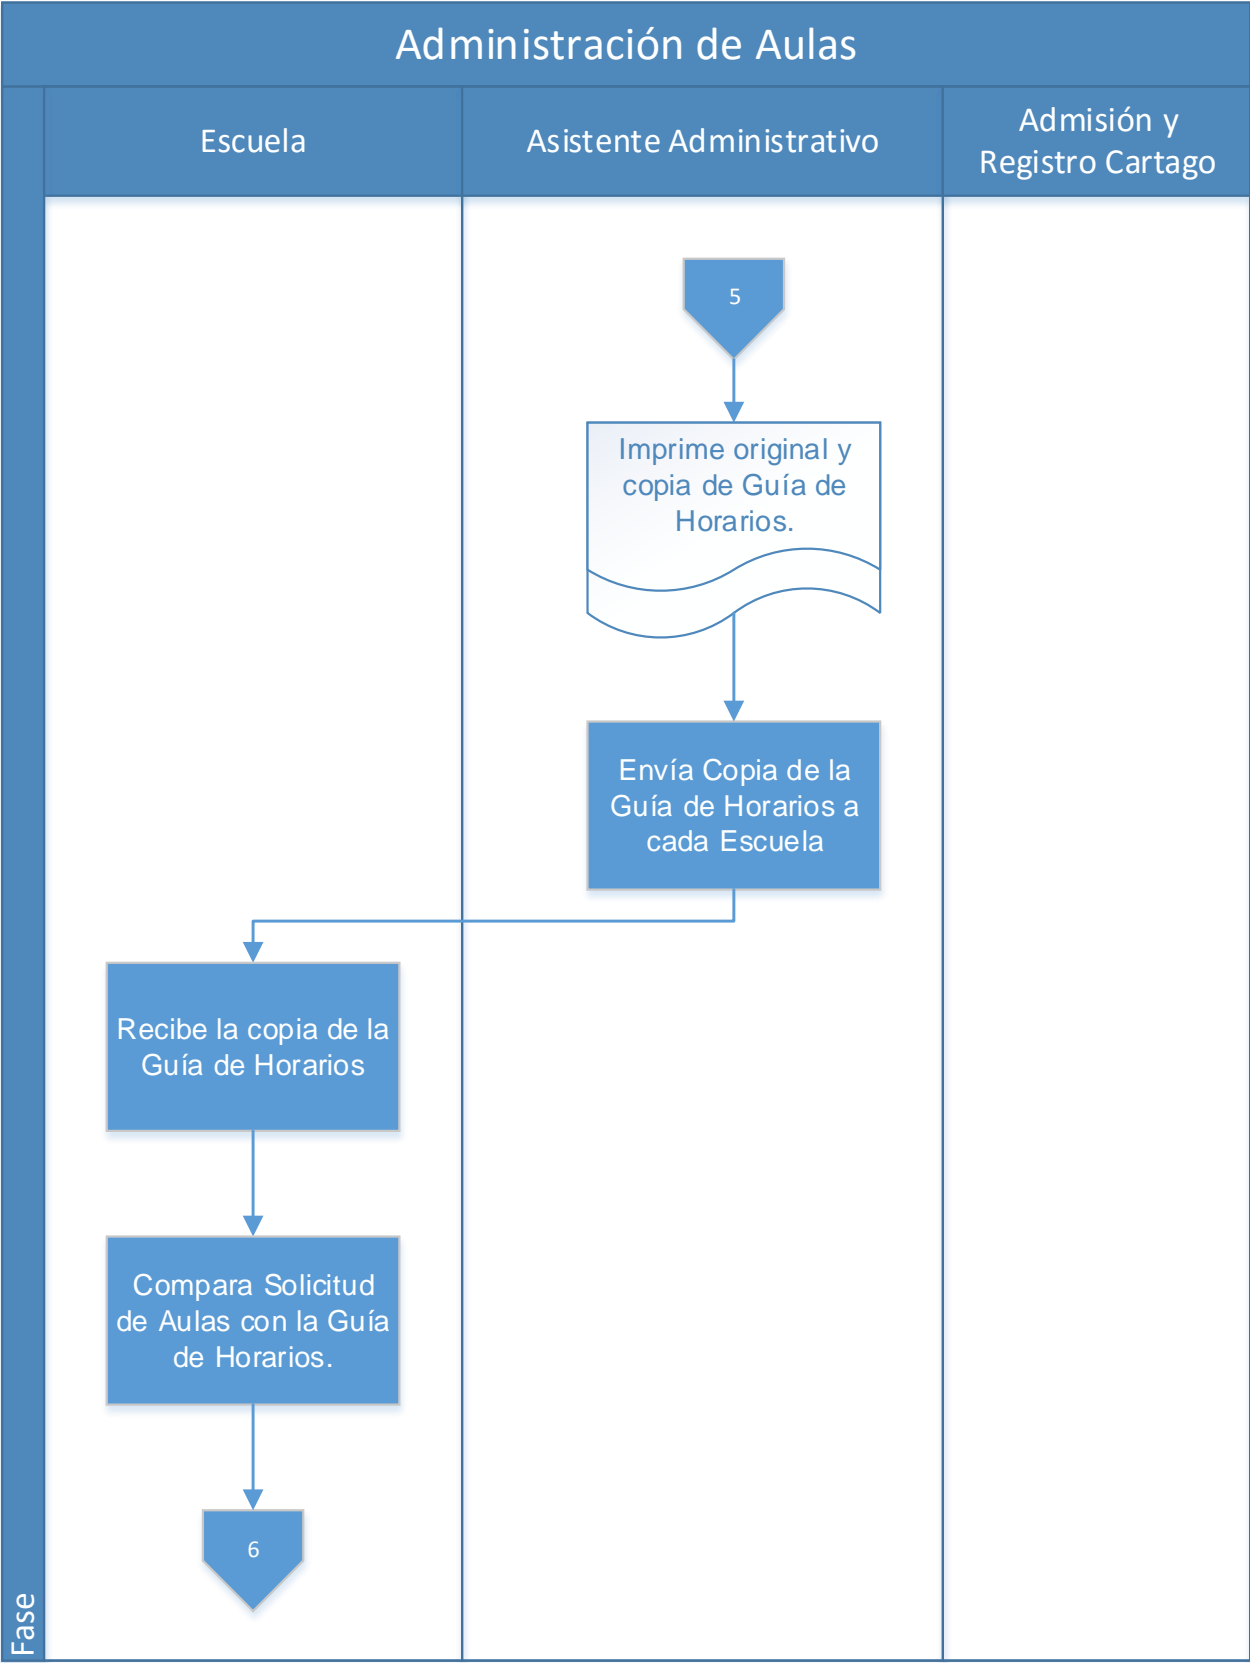 Administración de Aulas
Escuela
Asistente Administrativo
Admisión y
Registro Cartago
5
Imprime original y
copia de Guía de
Horarios.
Envía Copia de la
Guía de Horarios a
cada Escuela
Recibe la copia de la
Guía de Horarios
Compara Solicitud
de Aulas con la Guía
de Horarios.
6
Fase